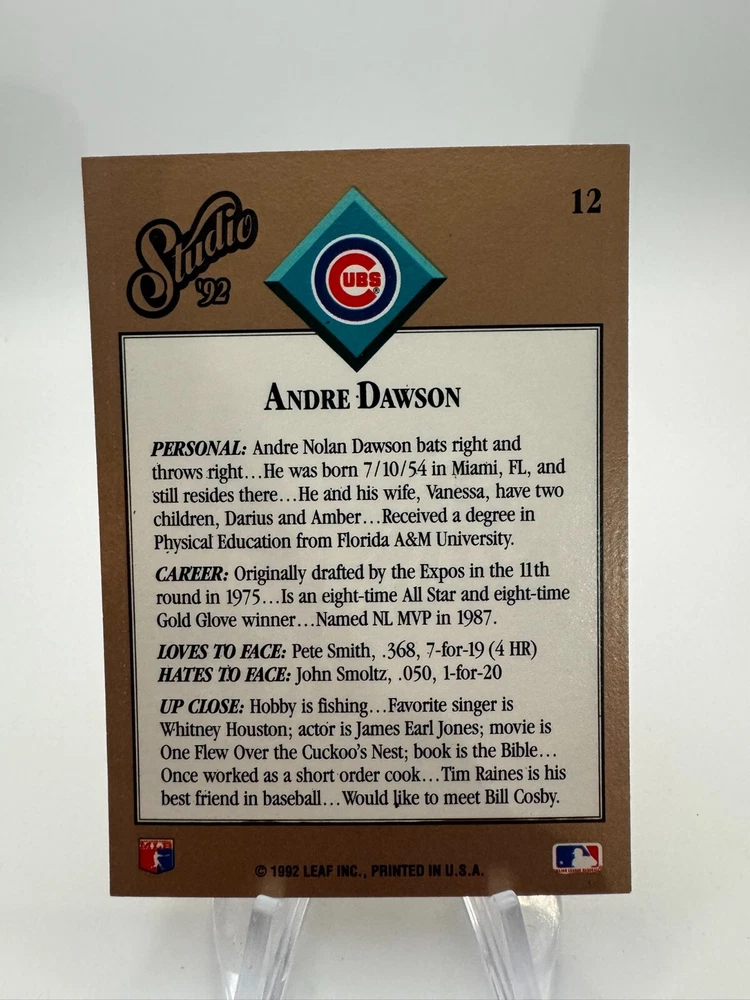 Studio
'92
12
CUBS
ANDRE DAWSON
PERSONAL: Andre Nolan Dawson bats right and
throws right...He was born 7/10/54 in Miami, FL, and
still resides there...He and his wife, Vanessa, have two
children, Darius and Amber...Received a degree in
Physical Education from Florida A&M University.
CAREER: Originally drafted by the Expos in the 11th
round in 1975...Is an eight-time All Star and eight-time
Gold Glove winner...Named NL MVP in 1987.
LOVES TO FACE: Pete Smith, .368, 7-for-19 (4 HR)
HATES TO FACE: John Smoltz, .050, 1-for-20
UP CLOSE: Hobby is fishing...Favorite singer is
Whitney Houston; actor is James Earl Jones; movie is
One Flew Over the Cuckoo's Nest; book is the Bible...
Once worked as a short order cook...Tim Raines is his
best friend in baseball...Would like to meet Bill Cosby.
© 1992 LEAF INC., PRINTED IN U.S.A.